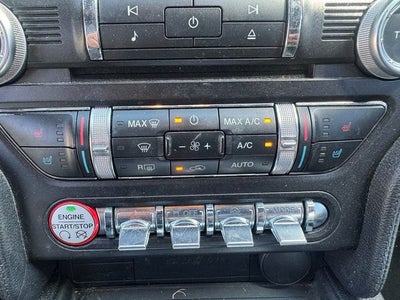 T
MAX
MAX A/C
A/C
R
AUTO
ENGINE
START/STOP